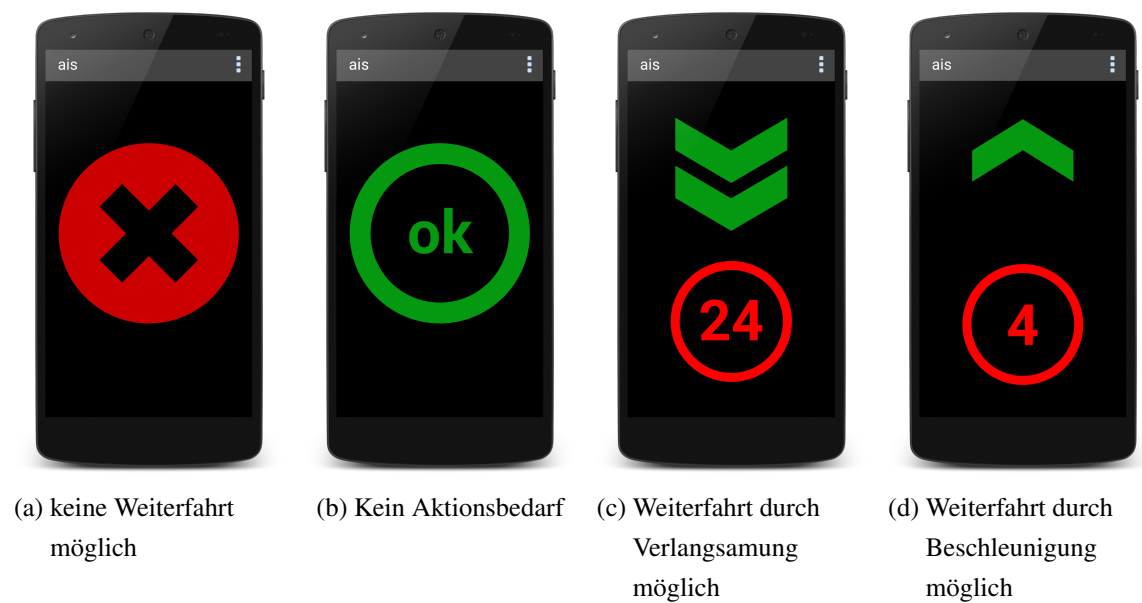 ais
ais
ais
ais
ok
24
4
(a) keine Weiterfahrt
möglich
(b) Kein Aktionsbedarf
(c) Weiterfahrt durch
Verlangsamung
möglich
(d) Weiterfahrt durch
Beschleunigung
möglich